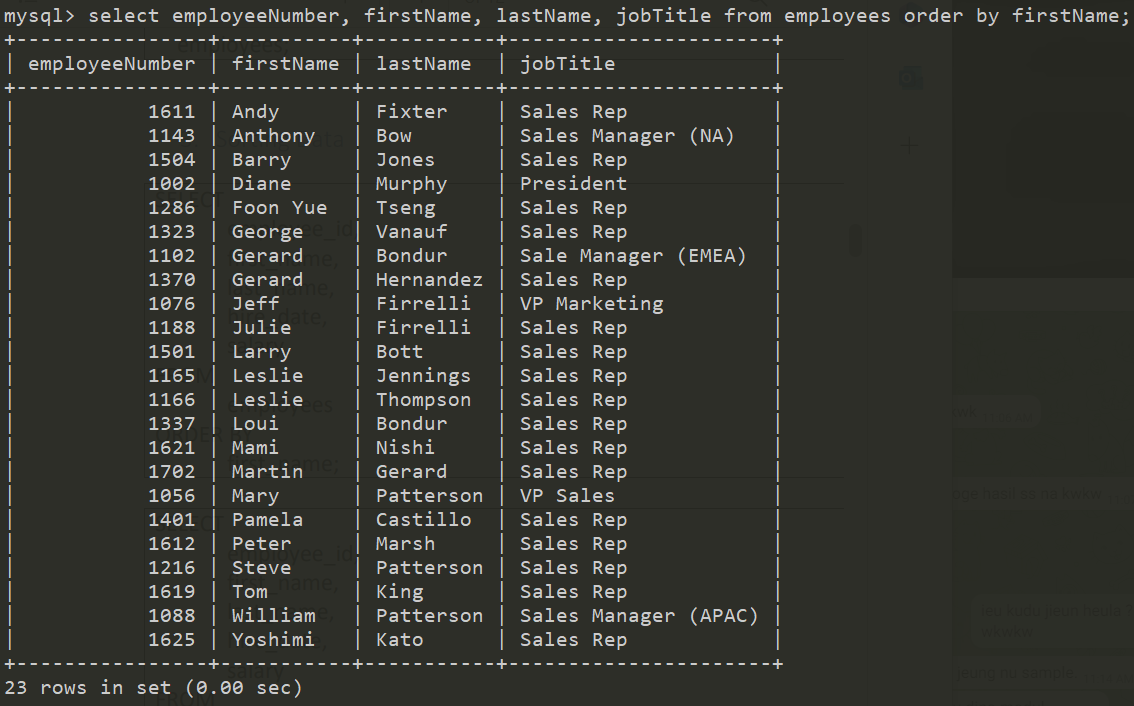 mysql> select employeeNumber, firstName, lastName, jobTitle from employees order by firstName;
+----------------+-----------+-----------+----------------------+
| employeeNumber | firstName | lastName  | jobTitle             |
+----------------+-----------+-----------+----------------------+
|           1611 | Andy      | Fixter    | Sales Rep            |
|           1143 | Anthony   | Bow       | Sales Manager (NA)   |
|           1504 | Barry     | Jones     | Sales Rep            |
|           1002 | Diane     | Murphy    | President            |
|           1286 | Foon Yue  | Tseng     | Sales Rep            |
|           1323 | George    | Vanauf    | Sales Rep            |
|           1102 | Gerard    | Bondur    | Sale Manager (EMEA)  |
|           1370 | Gerard    | Hernandez | Sales Rep            |
|           1076 | Jeff      | Firrelli  | VP Marketing         |
|           1188 | Julie     | Firrelli  | Sales Rep            |
|           1501 | Larry     | Bott      | Sales Rep            |
|           1165 | Leslie    | Jennings  | Sales Rep            |
|           1166 | Leslie    | Thompson  | Sales Rep            |
|           1337 | Loui      | Bondur    | Sales Rep            |
|           1621 | Mami      | Nishi     | Sales Rep            |
|           1702 | Martin    | Gerard    | Sales Rep            |
|           1056 | Mary      | Patterson | VP Sales             |
|           1401 | Pamela    | Castillo  | Sales Rep            |
|           1612 | Peter     | Marsh     | Sales Rep            |
|           1216 | Steve     | Patterson | Sales Rep            |
|           1619 | Tom       | King      | Sales Rep            |
|           1088 | William   | Patterson | Sales Manager (APAC) |
|           1625 | Yoshimi   | Kato      | Sales Rep            |
+----------------+-----------+-----------+----------------------+
23 rows in set (0.00 sec)